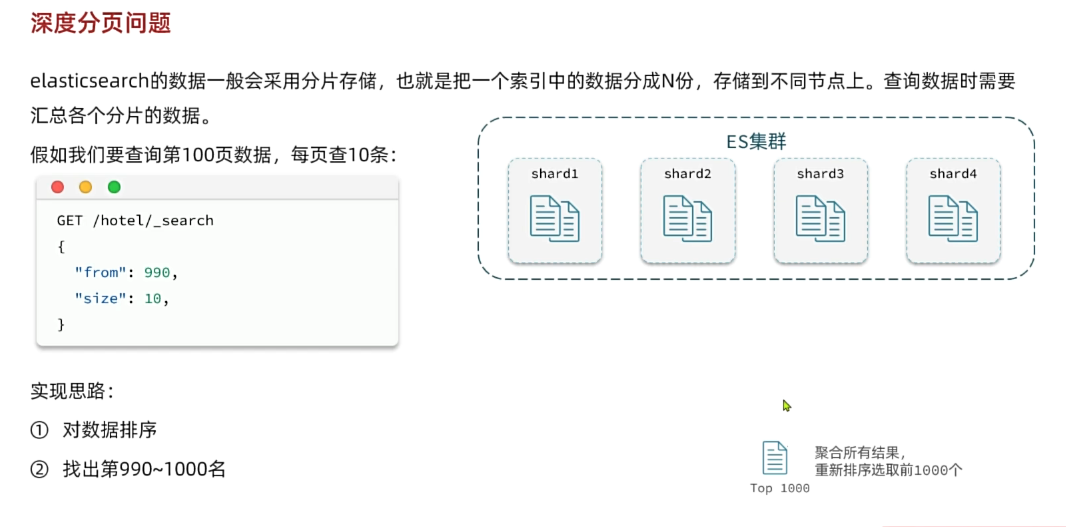 深度分页问题
elasticsearch的数据一般会采用分片存储，也就是把一个索引中的数据分成N份，存储到不同节点上。查询数据时需要
汇总各个分片的数据。
假如我们要查询第100页数据，每页查10条：
GET /hotel/_search
{
"from": 990,
"size": 10,
}
ES集群
shard1
shard2
shard3
shard4
实现思路：
① 对数据排序
② 找出第990~1000名
聚合所有结果，
重新排序选取前1000个
Top 1000